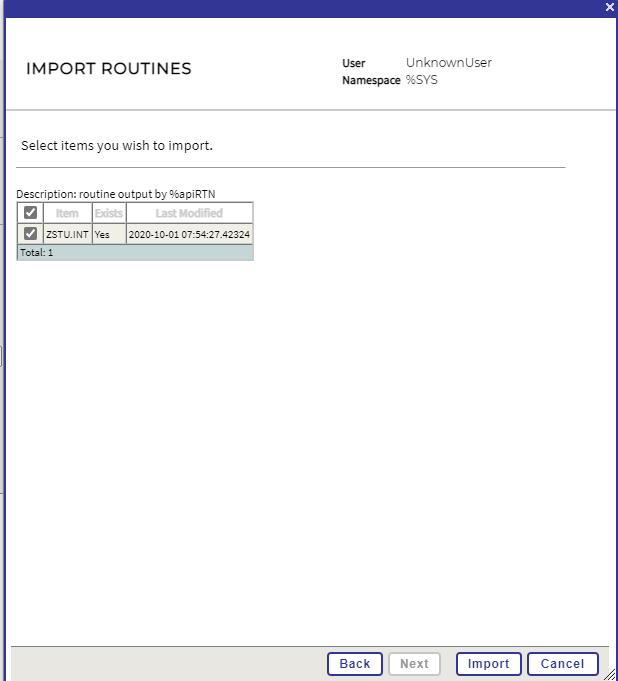 ×
IMPORT ROUTINES
User UnknownUser
Namespace %SYS
Select items you wish to import.
Description: routine output by %apiRTN
Item Exists Last Modified
ZSTU.INT Yes 2020-10-01 07:54:27.42324
Total: 1
Back Next Import Cancel